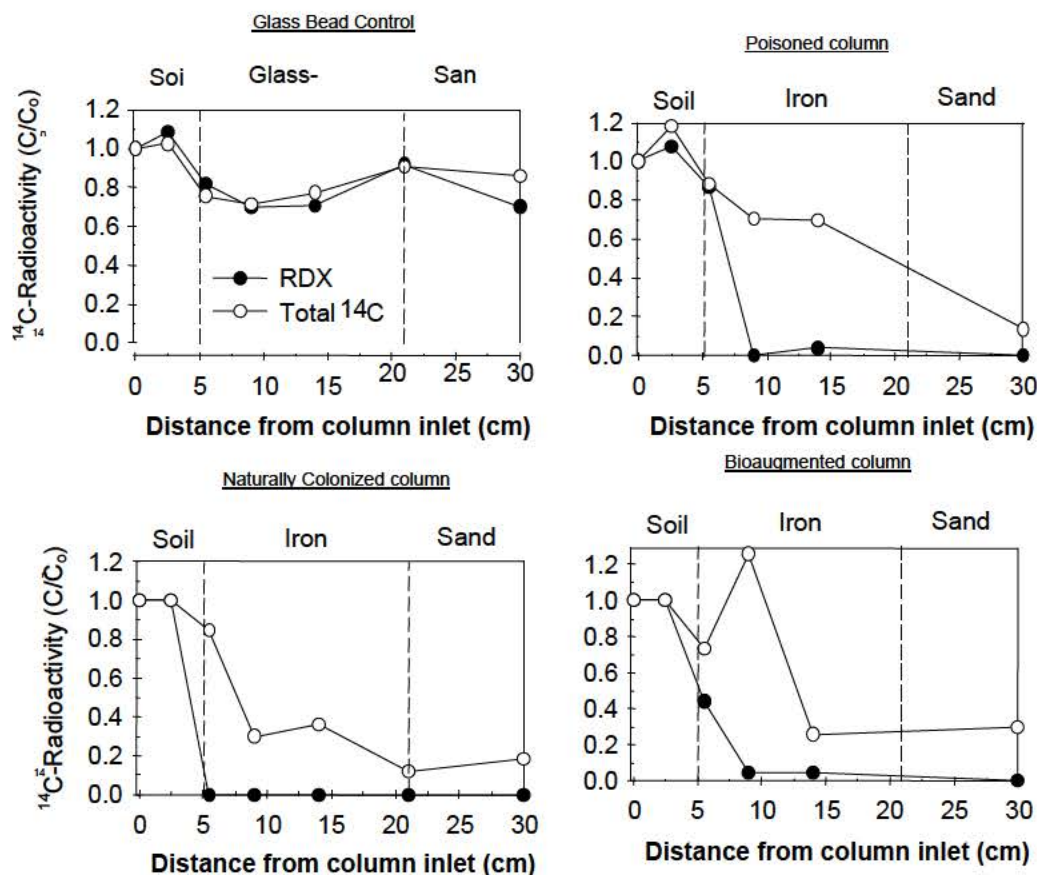 Glass Bead Control
Soi Glass- San
¹⁴C-Radioactivity (C/Cₒ)
1.2
1.0
0.8
0.6
0.4
0.2
0.0
RDX
Total ¹⁴C
0 5 10 15 20 25 30
Distance from column inlet (cm)
Poisoned column
Soil Iron Sand
1.2
1.0
0.8
0.6
0.4
0.2
0.0
0 5 10 15 20 25 30
Distance from column inlet (cm)
Naturally Colonized column
Soil Iron Sand
¹⁴C-Radioactivity (C/Cₒ)
1.2
1.0
0.8
0.6
0.4
0.2
0.0
0 5 10 15 20 25 30
Distance from column inlet (cm)
Bioaugmented column
Soil Iron Sand
1.2
1.0
0.8
0.6
0.4
0.2
0.0
0 5 10 15 20 25 30
Distance from column inlet (cm)